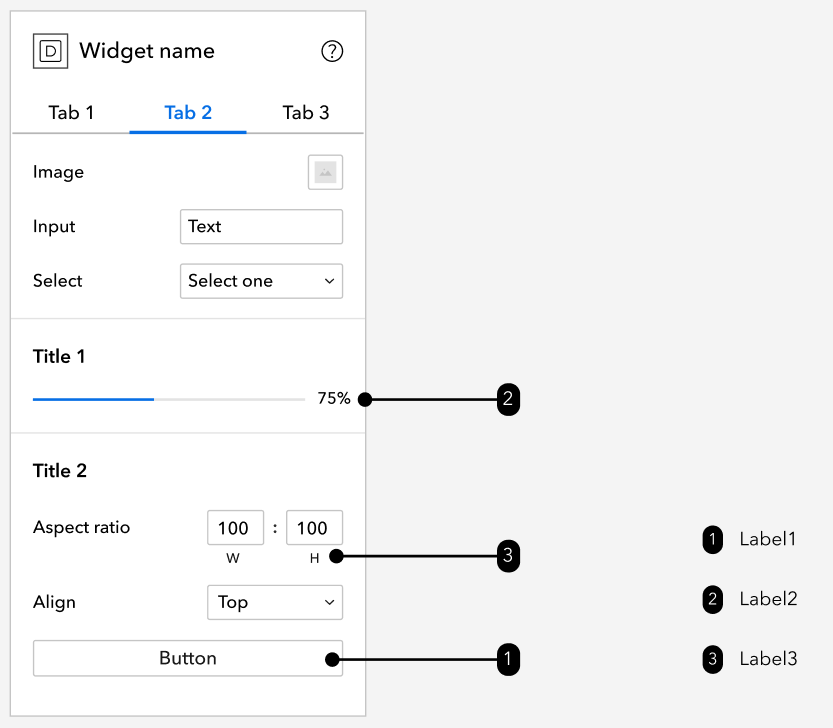 D Widget name ?
Tab 1 Tab 2 Tab 3
Image
Input Text
Select Select one
Title 1
75% 2
Title 2
Aspect ratio 100 : 100
W H 3
Align Top
Button 1
1 Label1
2 Label2
3 Label3